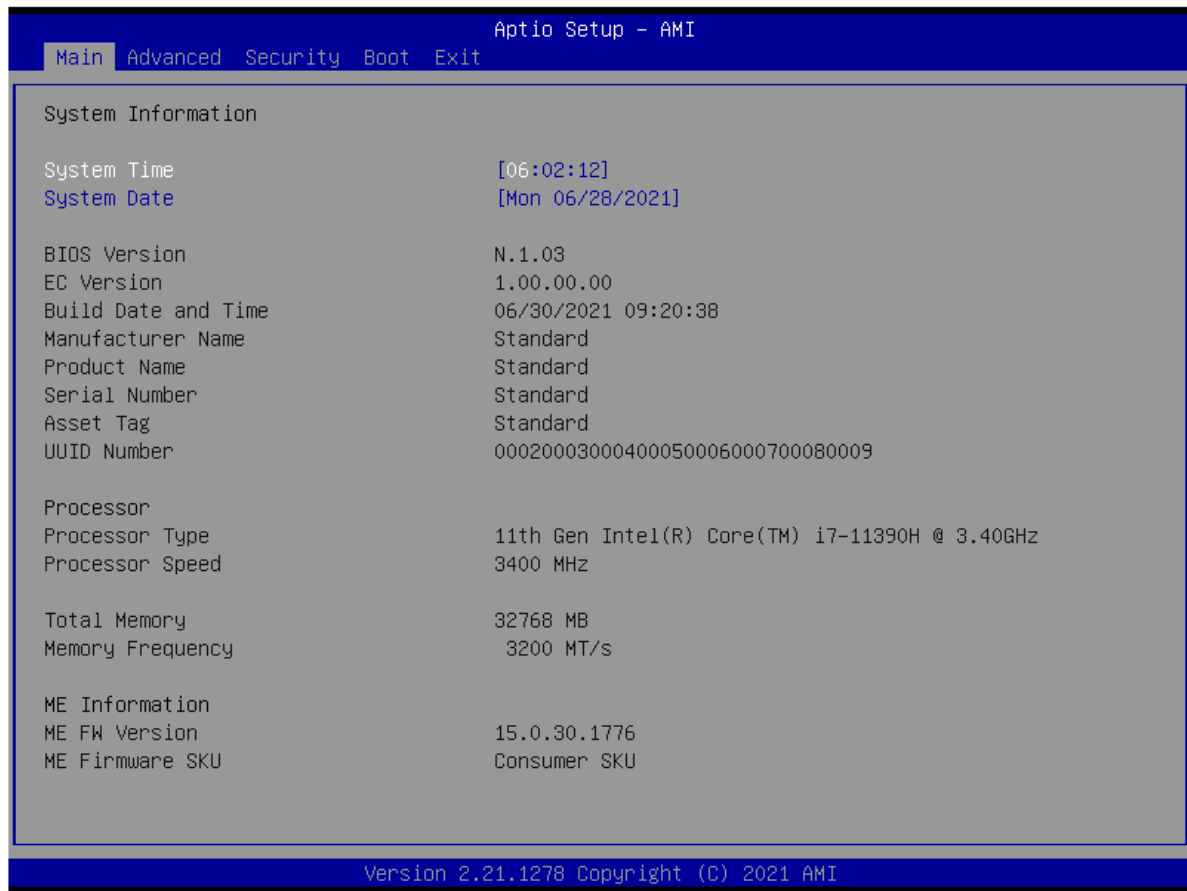 Aptio Setup - AMI
Main Advanced Security Boot Exit
System Information
System Time [06:02:12]
System Date [Mon 06/28/2021]
BIOS Version N.1.03
EC Version 1.00.00.00
Build Date and Time 06/30/2021 09:20:38
Manufacturer Name Standard
Product Name Standard
Serial Number Standard
Asset Tag Standard
UUID Number 00020003000400050006000700080009
Processor
Processor Type 11th Gen Intel(R) Core(TM) i7-11390H @ 3.40GHz
Processor Speed 3400 MHz
Total Memory 32768 MB
Memory Frequency 3200 MT/s
ME Information
ME FW Version 15.0.30.1776
ME Firmware SKU Consumer SKU
Version 2.21.1278 Copyright (C) 2021 AMI